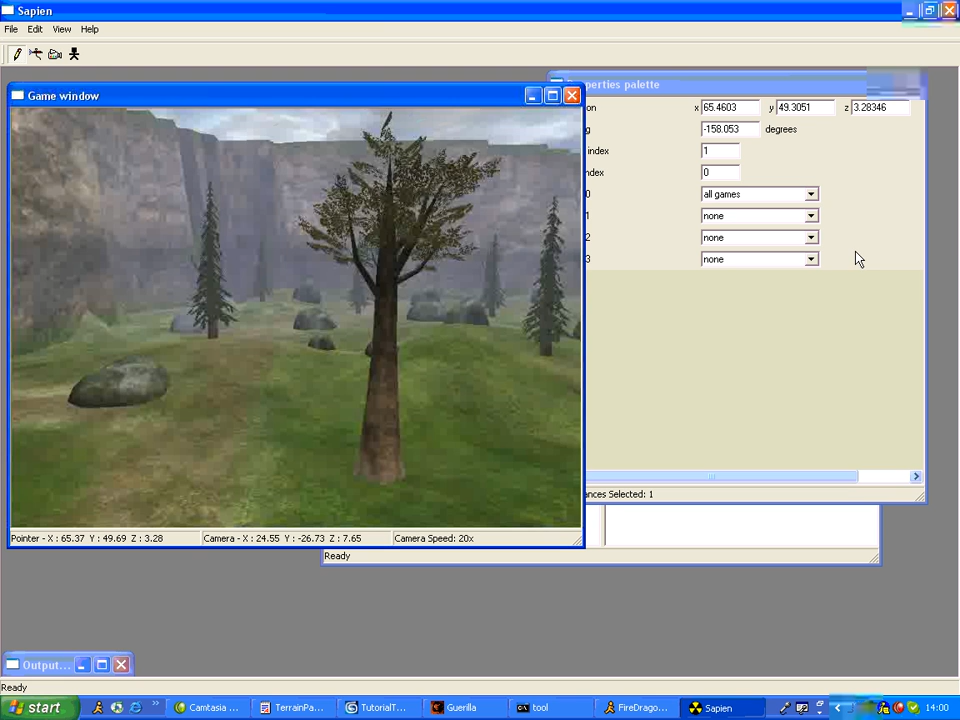 Sapien
File Edit View Help
Game window
perties palette
on x 65.4603 y 49.3051 z 3.28346
g -158.053 degrees
index 1
ndex 0
0 all games
1 none
2 none
3 none
nces Selected: 1
Pointer - X : 65.37 Y : 49.69 Z : 3.28 Camera - X : 24.55 Y : -26.73 Z : 7.65 Camera Speed: 20x
Ready
Output...
Ready
start Camtasia ... TerrainPa... TutorialT... Guerilla tool FireDrago... Sapien 14:00